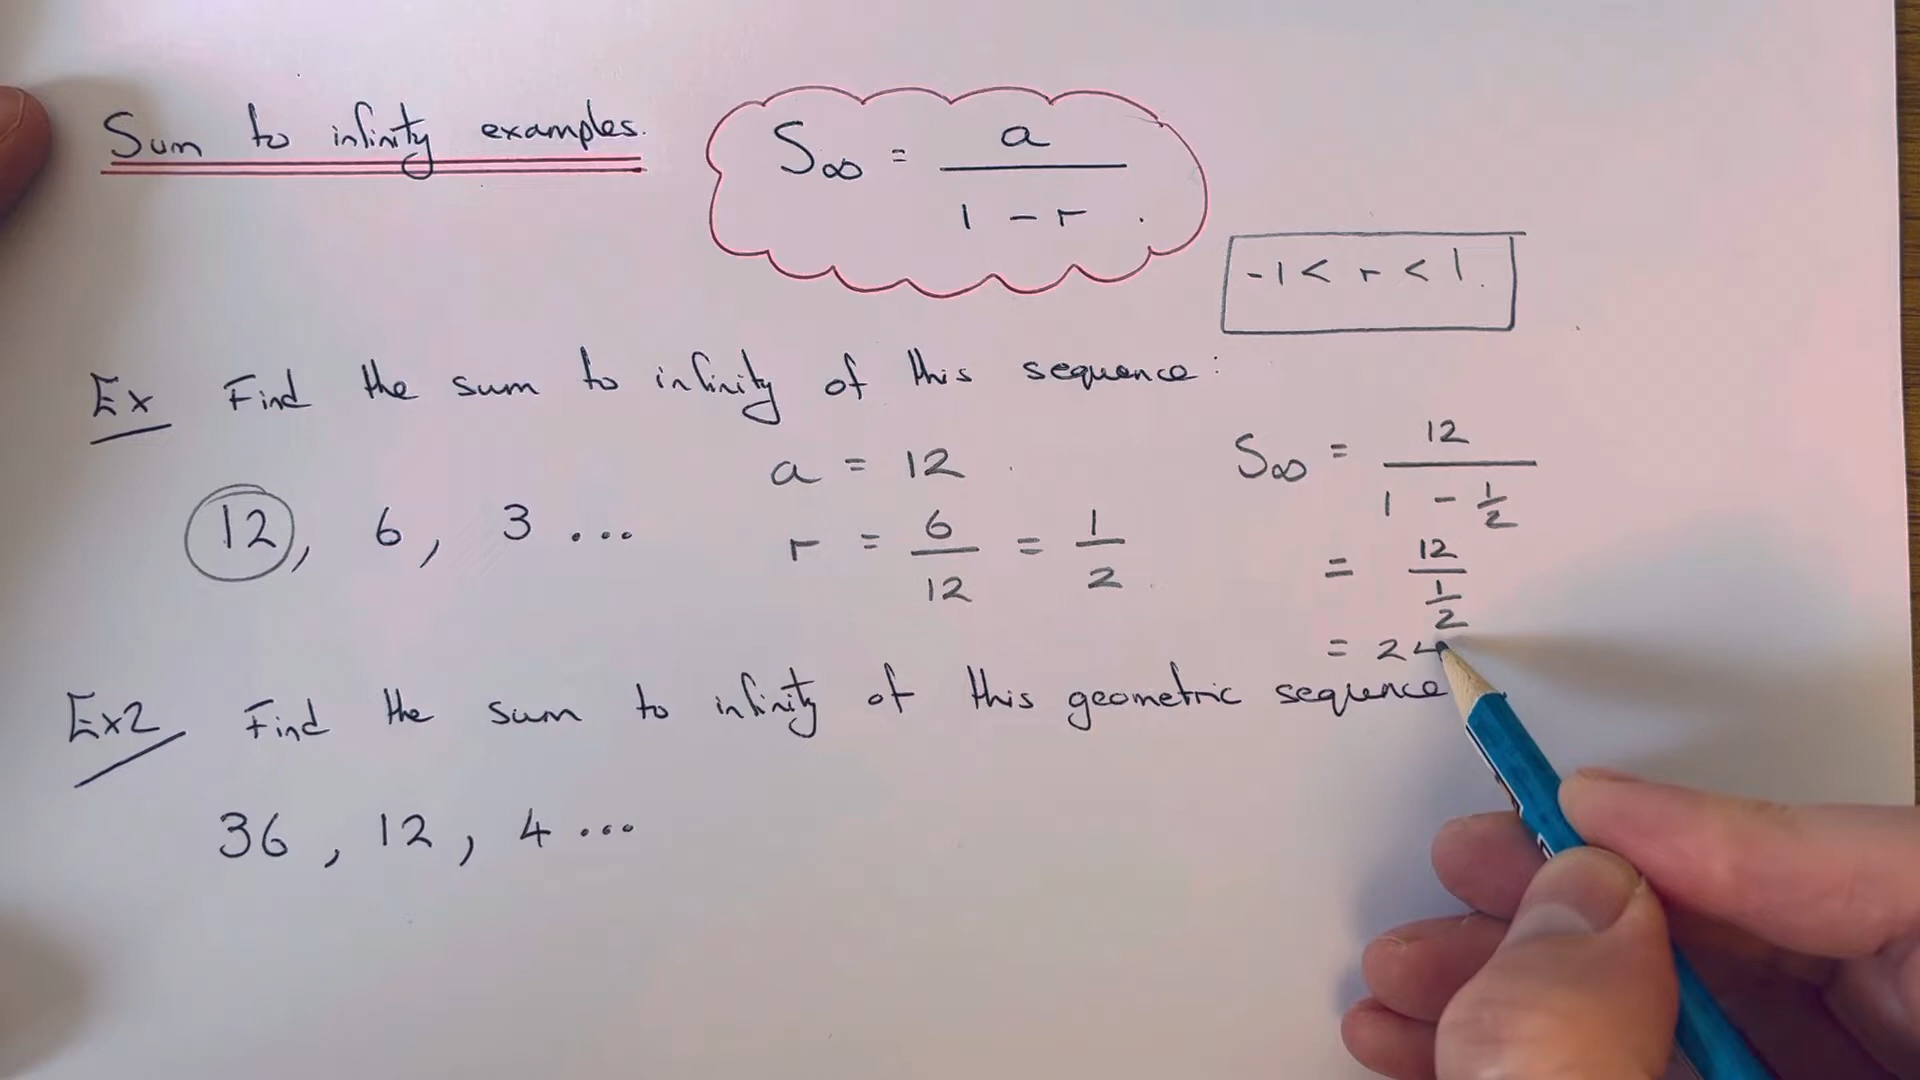 Sum to infinity examples.
S∞ = a / 1 - r.
-1 < r < 1.
Ex Find the sum to infinity of this sequence:
12, 6, 3 ...
a = 12
r = 6/12 = 1/2
S∞ = 12 / 1 - 1/2
= 12 / 1/2
= 24
Ex2 Find the sum to infinity of this geometric sequence
36, 12, 4 ...